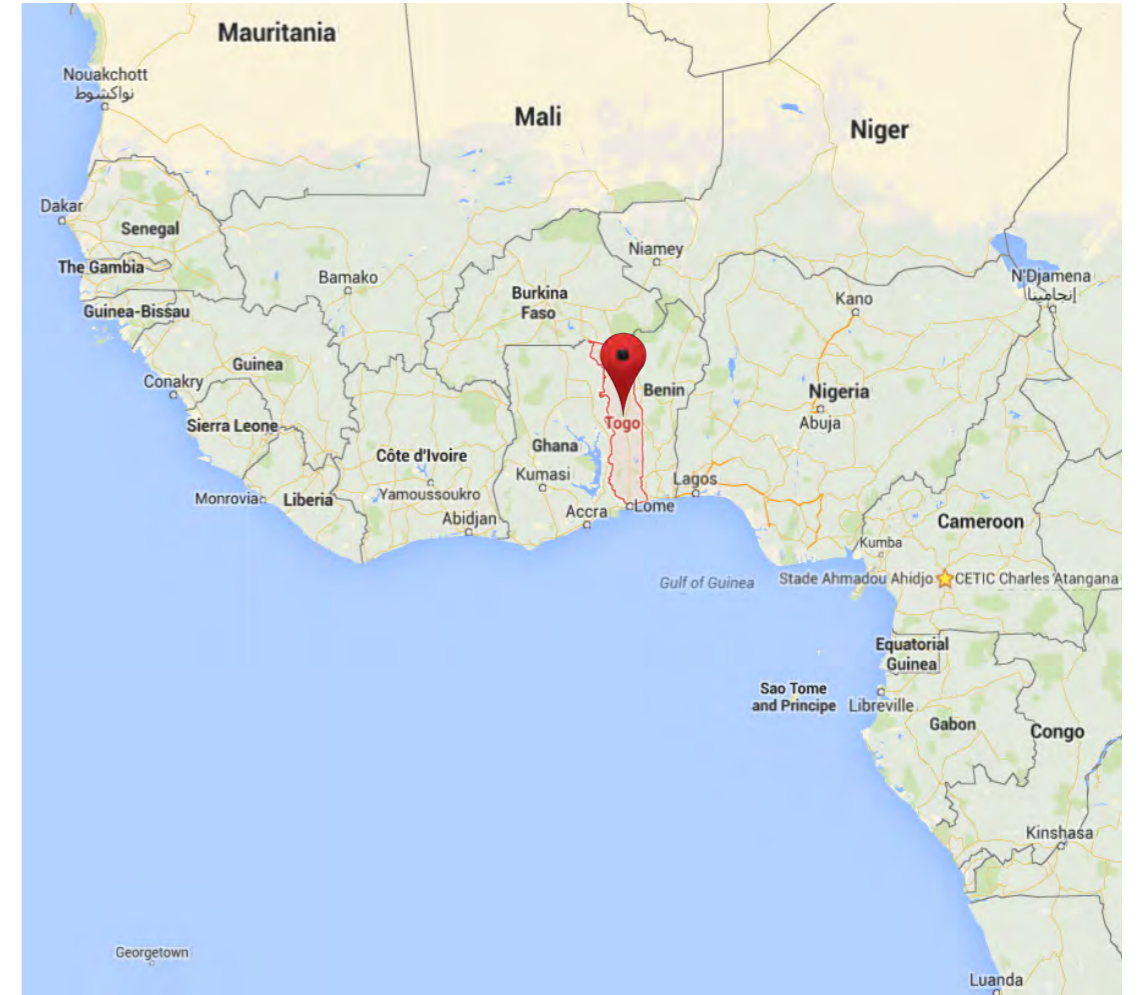 Mauritania
Nouakchott
نواكشوط
Mali
Niger
Dakar
Senegal
The Gambia
Bamako
Niamey
N'Djamena
إنجامينا
Guinea-Bissau
Burkina
Faso
Kano
Guinea
Conakry
Benin
Nigeria
Abuja
Togo
Sierra Leone
Ghana
Côte d'Ivoire
Kumasi
Lagos
Monrovia
Liberia
Yamoussoukro
Abidjan
Accra
Lome
Cameroon
Kumba
Gulf of Guinea
Stade Ahmadou Ahidjo
CETIC Charles Atangana
Equatorial
Guinea
Sao Tome
and Principe
Libreville
Gabon
Congo
Kinshasa
Georgetown
Luanda